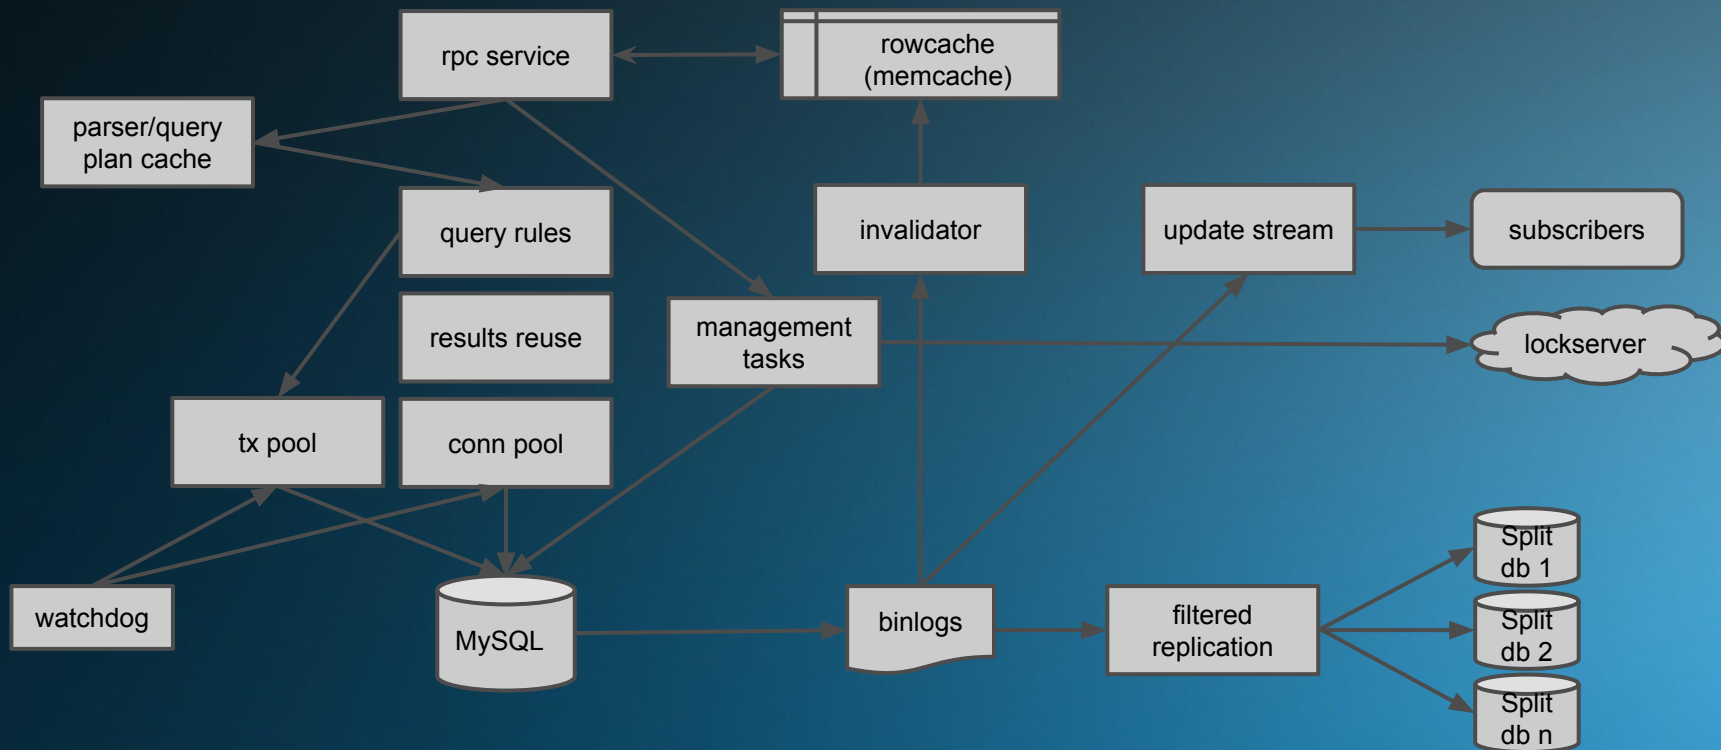 rpc service
rowcache
(memcache)
parser/query
plan cache
query rules
invalidator
update stream
subscribers
results reuse
management
tasks
lockserver
tx pool
conn pool
watchdog
MySQL
binlogs
filtered
replication
Split
db 1
Split
db 2
Split
db n